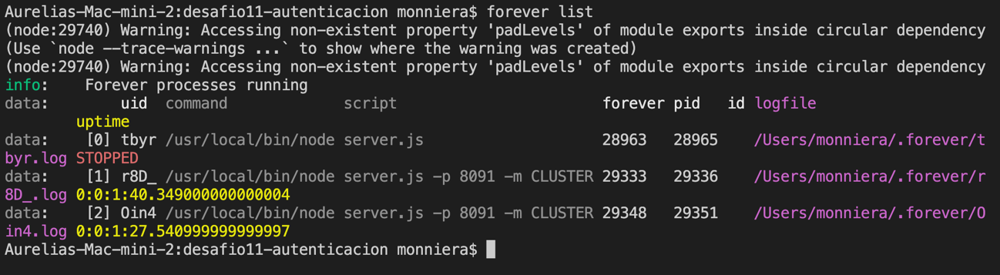 Aurelias-Mac-mini-2:desafio11-autenticacion monniera$ forever list
(node:29740) Warning: Accessing non-existent property 'padLevels' of module exports inside circular dependency
(Use `node --trace-warnings ...` to show where the warning was created)
(node:29740) Warning: Accessing non-existent property 'padLevels' of module exports inside circular dependency
info:    Forever processes running
data:        uid  command             script                       forever pid   id logfile
        uptime
data:    [0] tbyr /usr/local/bin/node server.js                    28963   28965    /Users/monniera/.forever/t
byr.log STOPPED
data:    [1] r8D_ /usr/local/bin/node server.js -p 8091 -m CLUSTER 29333   29336    /Users/monniera/.forever/r
8D_.log 0:0:1:40.349000000000004
data:    [2] Oin4 /usr/local/bin/node server.js -p 8091 -m CLUSTER 29348   29351    /Users/monniera/.forever/O
in4.log 0:0:1:27.540999999999997
Aurelias-Mac-mini-2:desafio11-autenticacion monniera$